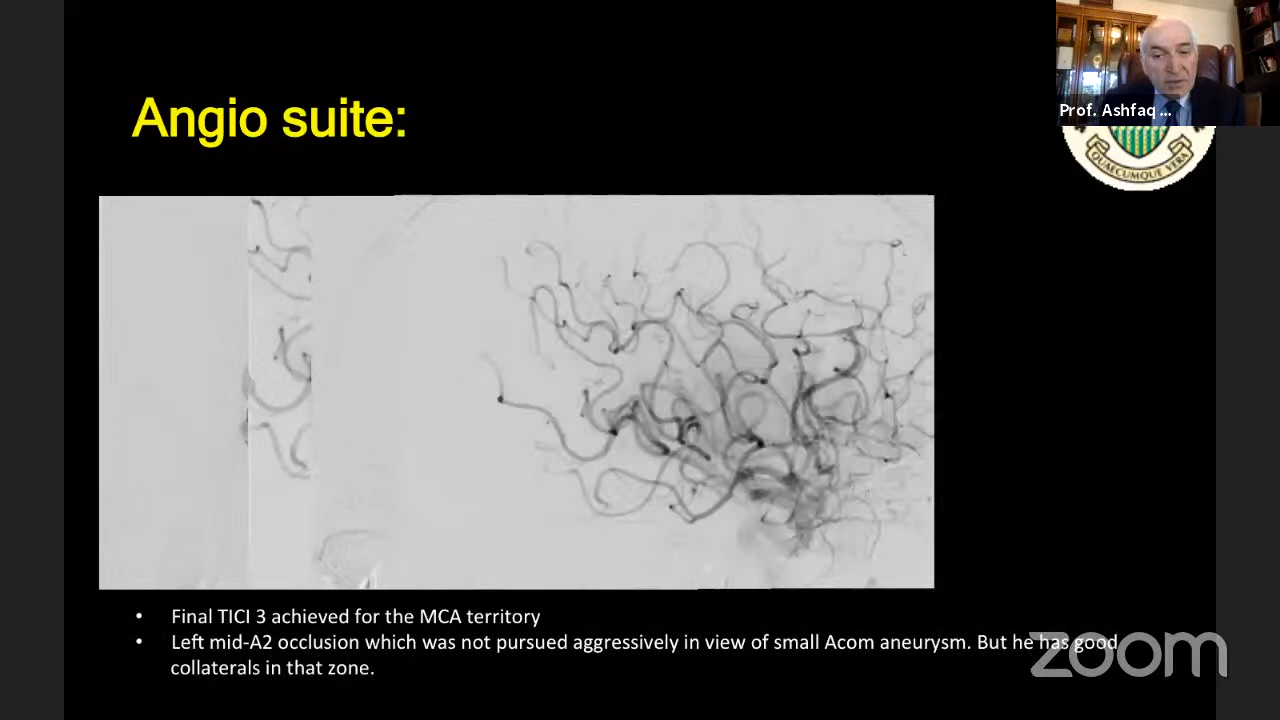 Prof. Ashfaq ...
Angio suite:
QUAECUMQUE VERA
• Final TICI 3 achieved for the MCA territory
• Left mid-A2 occlusion which was not pursued aggressively in view of small Acom aneurysm. But he has good
collaterals in that zone.
zoom